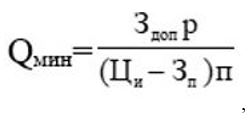 Qмин = Здоп р / (Ци – Зп)п ,